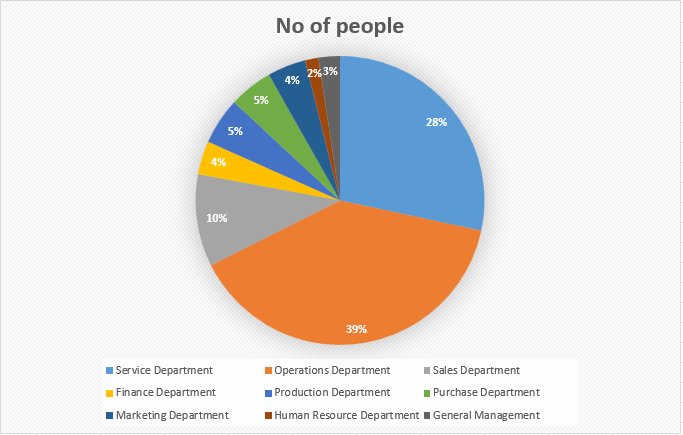 No of people
3%
2%
4%
5%
5%
4%
10%
28%
39%
Service Department
Operations Department
Sales Department
Finance Department
Production Department
Purchase Department
Marketing Department
Human Resource Department
General Management